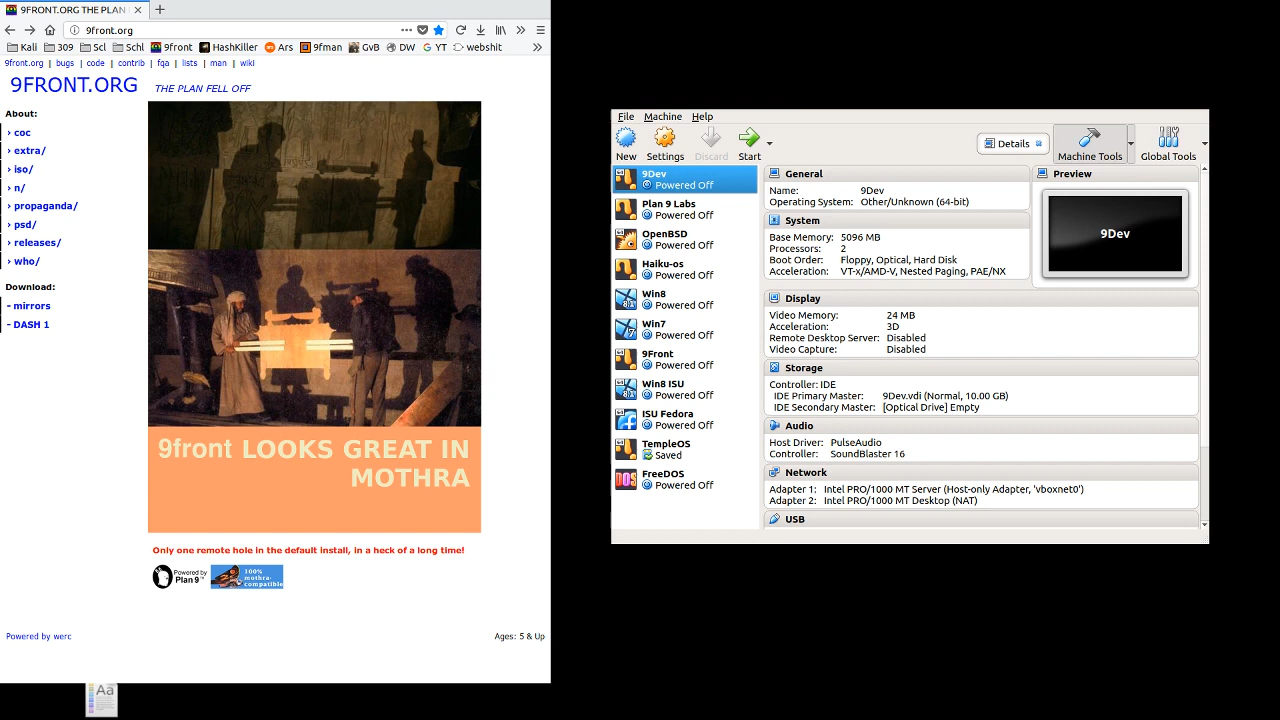 9FRONT.ORG THE PLAN
9front.org
Kali 309 Scl Schl 9front HashKiller Ars 9fman GvB DW YT webshit
9front.org | bugs | code | contrib | fqa | lists | man | wiki
9FRONT.ORG THE PLAN FELL OFF
About:
› coc
› extra/
› iso/
› n/
› propaganda/
› psd/
› releases/
› who/
Download:
- mirrors
- DASH 1
9front LOOKS GREAT IN
MOTHRA
Only one remote hole in the default install, in a heck of a long time!
Powered by
Plan 9™
100%
mothra-
compatible
Powered by werc
Ages: 5 & Up
Aa
File Machine Help
New Settings Discard Start
Details
Machine Tools
Global Tools
9Dev
Powered Off
Plan 9 Labs
Powered Off
OpenBSD
Powered Off
Haiku-os
Powered Off
Win8
Powered Off
Win7
Powered Off
9Front
Powered Off
Win8 ISU
Powered Off
ISU Fedora
Powered Off
TempleOS
Saved
DOS
FreeDOS
Powered Off
General
Name: 9Dev
Operating System: Other/Unknown (64-bit)
System
Base Memory: 5096 MB
Processors: 2
Boot Order: Floppy, Optical, Hard Disk
Acceleration: VT-x/AMD-V, Nested Paging, PAE/NX
Preview
9Dev
Display
Video Memory: 24 MB
Acceleration: 3D
Remote Desktop Server: Disabled
Video Capture: Disabled
Storage
Controller: IDE
IDE Primary Master: 9Dev.vdi (Normal, 10.00 GB)
IDE Secondary Master: [Optical Drive] Empty
Audio
Host Driver: PulseAudio
Controller: SoundBlaster 16
Network
Adapter 1: Intel PRO/1000 MT Server (Host-only Adapter, 'vboxnet0')
Adapter 2: Intel PRO/1000 MT Desktop (NAT)
USB